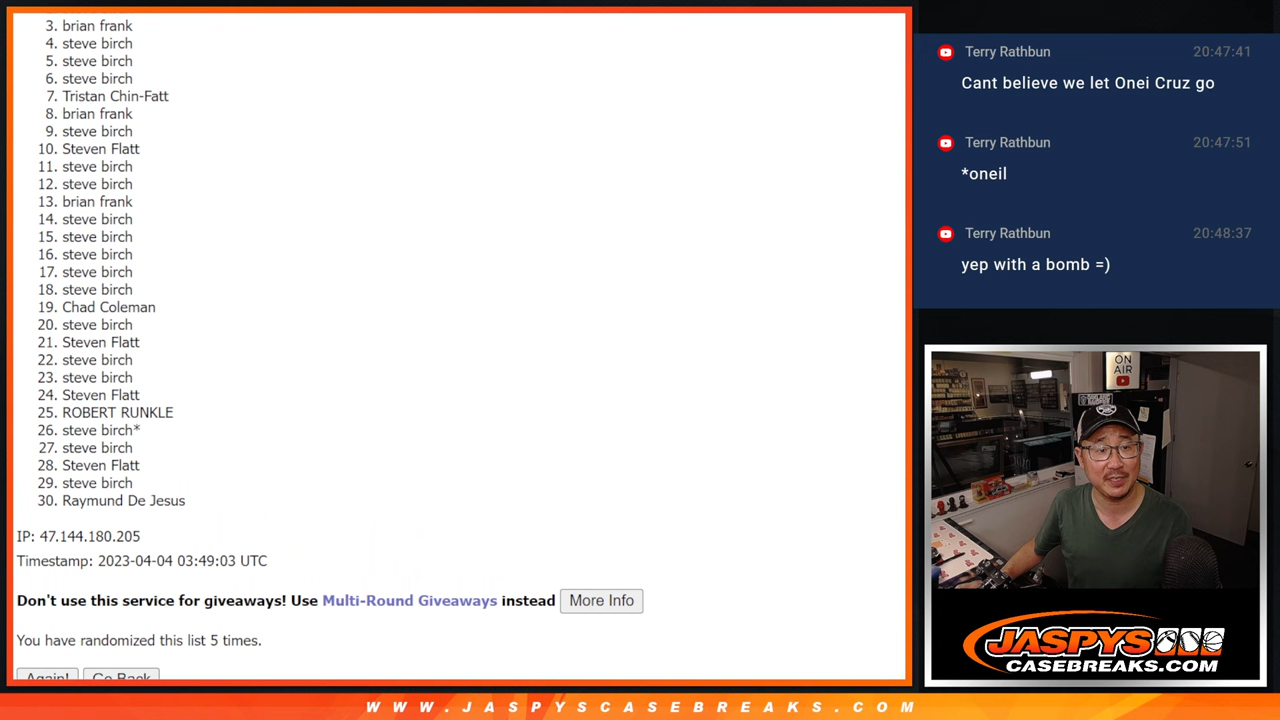 3. brian frank
4. steve birch
5. steve birch
6. steve birch
7. Tristan Chin-Fatt
8. brian frank
9. steve birch
10. Steven Flatt
11. steve birch
12. steve birch
13. brian frank
14. steve birch
15. steve birch
16. steve birch
17. steve birch
18. steve birch
19. Chad Coleman
20. steve birch
21. Steven Flatt
22. steve birch
23. steve birch
24. Steven Flatt
25. ROBERT RUNKLE
26. steve birch*
27. steve birch
28. Steven Flatt
29. steve birch
30. Raymund De Jesus
IP: 47.144.180.205
Timestamp: 2023-04-04 03:49:03 UTC
Don't use this service for giveaways! Use Multi-Round Giveaways instead More Info
You have randomized this list 5 times.
Again! Go Back
Terry Rathbun 20:47:41
Cant believe we let Onei Cruz go
Terry Rathbun 20:47:51
*oneil
Terry Rathbun 20:48:37
yep with a bomb =)
ON
AIR
JASPYS
CASEBREAKS.COM
WWW.JASPYSCASEBREAKS.COM